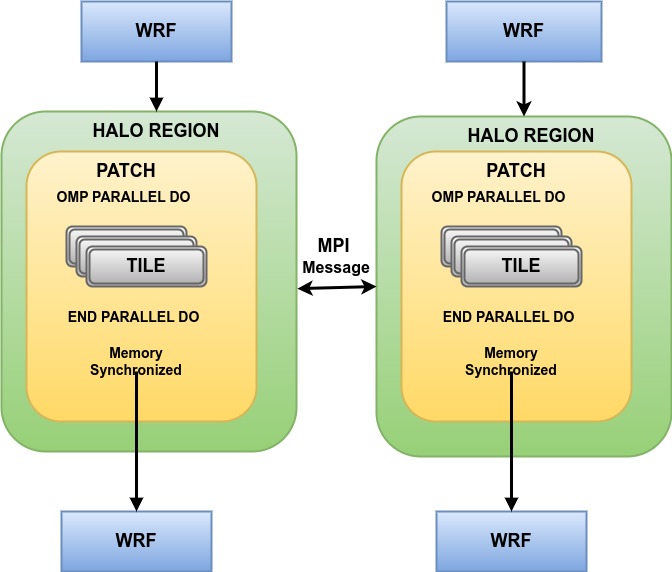 WRF
HALO REGION
PATCH
OMP PARALLEL DO
TILE
END PARALLEL DO
Memory
Synchronized
WRF
MPI
Message
WRF
HALO REGION
PATCH
OMP PARALLEL DO
TILE
END PARALLEL DO
Memory
Synchronized
WRF